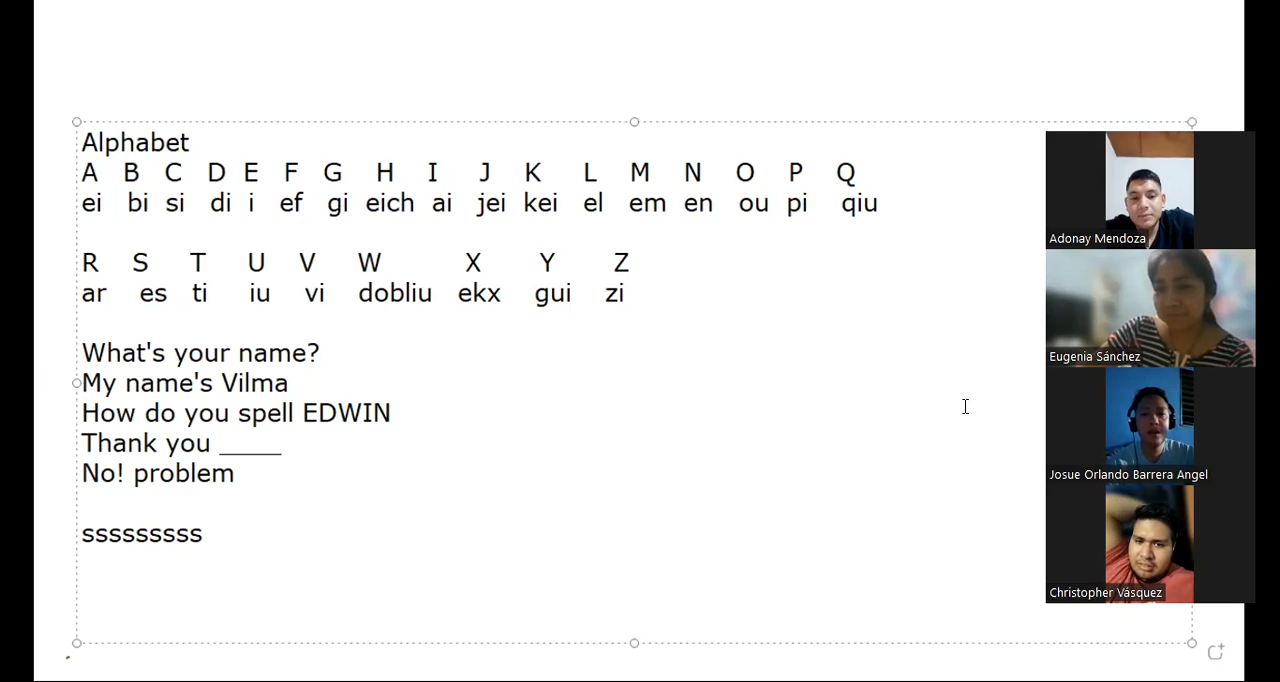 Alphabet
A B C D E F G H I J K L M N O P Q
ei bi si di i ef gi eich ai jei kei el em en ou pi qiu
R S T U V W X Y Z
ar es ti iu vi dobliu ekx gui zi
What's your name?
My name's Vilma
How do you spell EDWIN
Thank you _____
No! problem
sssssssss
Adonay Mendoza
Eugenia Sánchez
Josue Orlando Barrera Angel
Christopher Vásquez